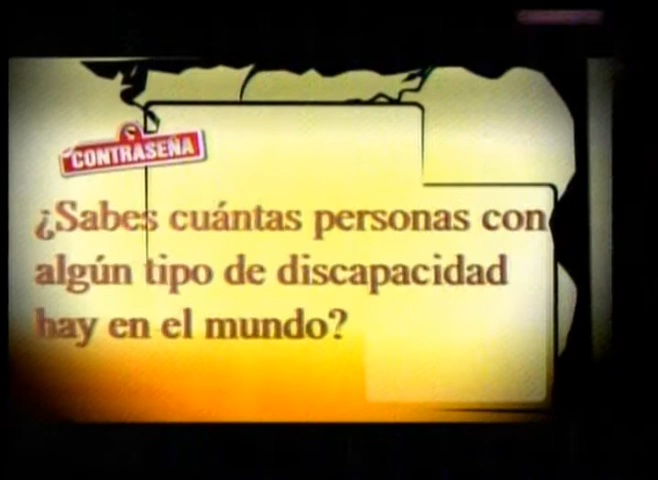 CONTRASEÑA
¿Sabes cuántas personas con
algún tipo de discapacidad
hay en el mundo?